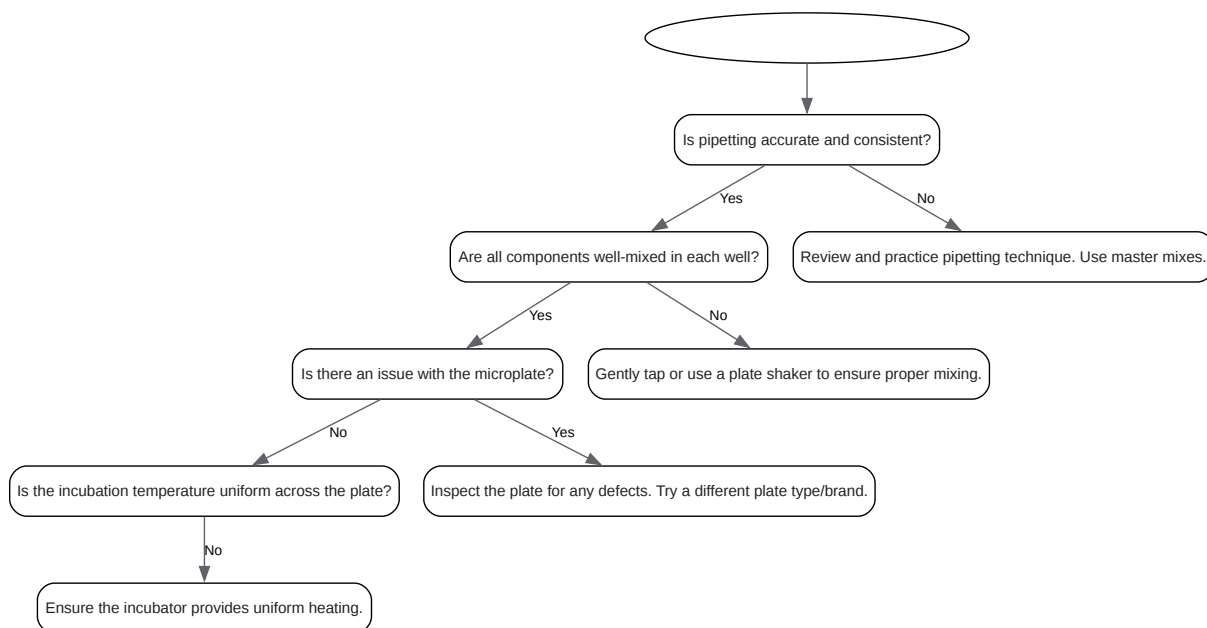 Is pipetting accurate and consistent?
Yes
No
Are all components well-mixed in each well?
Review and practice pipetting technique. Use master mixes.
Yes
No
Is there an issue with the microplate?
Gently tap or use a plate shaker to ensure proper mixing.
No
Yes
Is the incubation temperature uniform across the plate?
Inspect the plate for any defects. Try a different plate type/brand.
No
Ensure the incubator provides uniform heating.